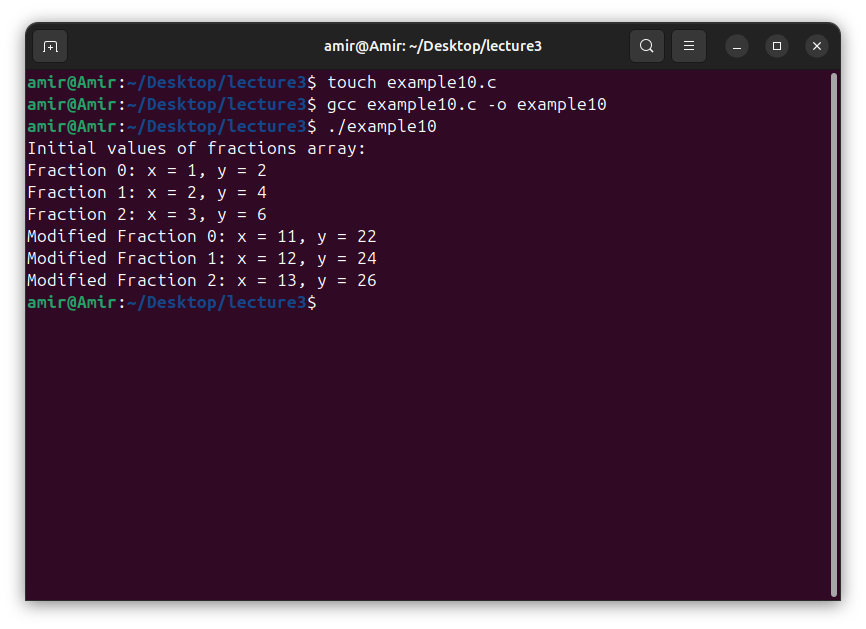 amir@Amir: ~/Desktop/lecture3
amir@Amir:~/Desktop/lecture3$ touch example10.c
amir@Amir:~/Desktop/lecture3$ gcc example10.c -o example10
amir@Amir:~/Desktop/lecture3$ ./example10
Initial values of fractions array:
Fraction 0: x = 1, y = 2
Fraction 1: x = 2, y = 4
Fraction 2: x = 3, y = 6
Modified Fraction 0: x = 11, y = 22
Modified Fraction 1: x = 12, y = 24
Modified Fraction 2: x = 13, y = 26
amir@Amir:~/Desktop/lecture3$